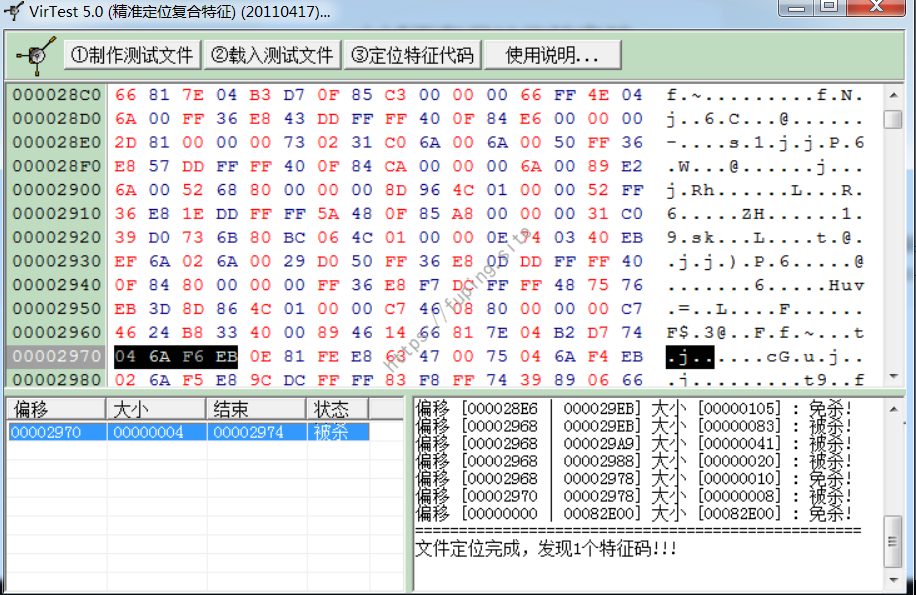 VirTest 5.0 (精准定位复合特征) (20110417)...
①制作测试文件 ②载入测试文件 ③定位特征代码 使用说明...
000028C0 66 81 7E 04 B3 D7 0F 85 C3 00 00 00 66 FF 4E 04 f.~.........f.N.
000028D0 6A 00 FF 36 E8 43 DD FF FF 40 0F 84 E6 00 00 00 j..6.C...@......
000028E0 2D 81 00 00 00 73 02 31 C0 6A 00 6A 00 50 FF 36 -....s.1.j.j.P.6
000028F0 E8 57 DD FF FF 40 0F 84 CA 00 00 00 6A 00 89 E2 .W...@......j...
00002900 6A 00 52 68 80 00 00 00 8D 96 4C 01 00 00 52 FF j.Rh......L...R.
00002910 36 E8 1E DD FF FF 5A 48 0F 85 A8 00 00 00 31 C0 6.....ZH......1.
00002920 39 D0 73 6B 80 BC 06 4C 01 00 00 0E 74 03 40 EB 9.sk...L....t.@.
00002930 EF 6A 02 6A 00 29 D0 50 FF 36 E8 0D DD FF FF 40 .j.j.).P.6.....@
00002940 0F 84 80 00 00 00 FF 36 E8 F7 DC FF FF 48 75 76 .......6.....Huv
00002950 EB 3D 8D 86 4C 01 00 00 C7 46 08 80 00 00 00 C7 .=..L....F......
00002960 46 24 B8 33 40 00 89 46 14 66 81 7E 04 B2 D7 74 F$.3@..F.f.~...t
00002970 04 6A F6 EB 0E 81 FE E8 63 47 00 75 04 6A F4 EB .j......cG.u.j..
00002980 02 6A F5 E8 9C DC FF FF 83 F8 FF 74 39 89 06 66 .j.........t9..f
https://fuping.site
偏移 大小 结束 状态
00002970 00000004 00002974 被杀
偏移 [000028E6 | 000029EB] 大小 [00000105] : 免杀!
偏移 [00002968 | 000029EB] 大小 [00000083] : 被杀!
偏移 [00002968 | 000029A9] 大小 [00000041] : 被杀!
偏移 [00002968 | 00002988] 大小 [00000020] : 被杀!
偏移 [00002968 | 00002978] 大小 [00000010] : 免杀!
偏移 [00002970 | 00002978] 大小 [00000008] : 被杀!
偏移 [00000000 | 00082E00] 大小 [00082E00] : 免杀!
==================================================
文件定位完成，发现1个特征码!!!